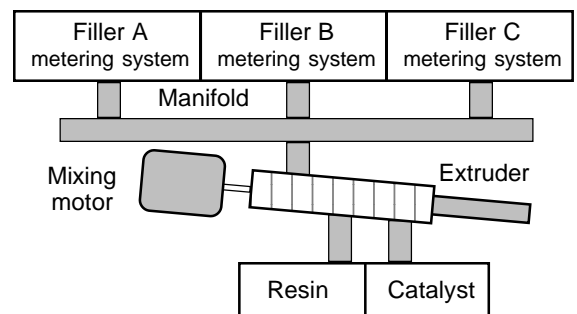 Filler A
metering system
Filler B
metering system
Filler C
metering system
Manifold
Mixing
motor
Extruder
Resin
Catalyst